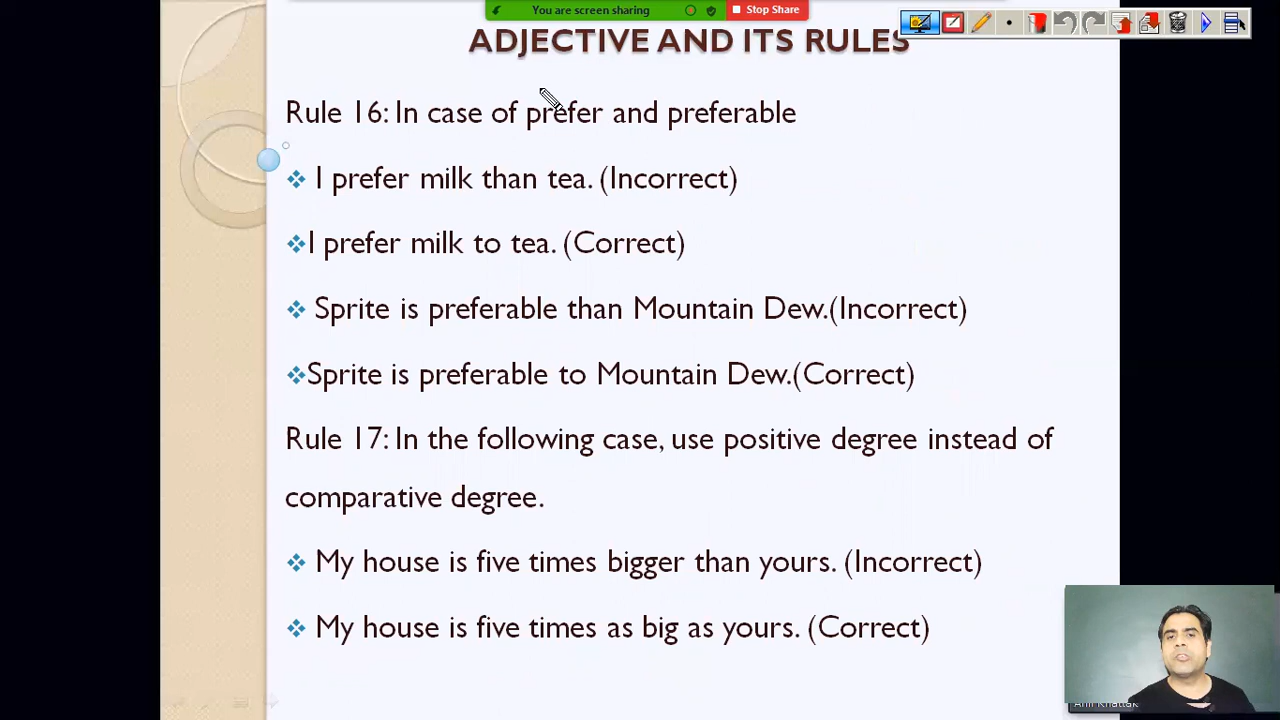 You are screen sharing
Stop Share
ADJECTIVE AND ITS RULES
Rule 16: In case of prefer and preferable
I prefer milk than tea. (Incorrect)
I prefer milk to tea. (Correct)
Sprite is preferable than Mountain Dew.(Incorrect)
Sprite is preferable to Mountain Dew.(Correct)
Rule 17: In the following case, use positive degree instead of
comparative degree.
My house is five times bigger than yours. (Incorrect)
My house is five times as big as yours. (Correct)